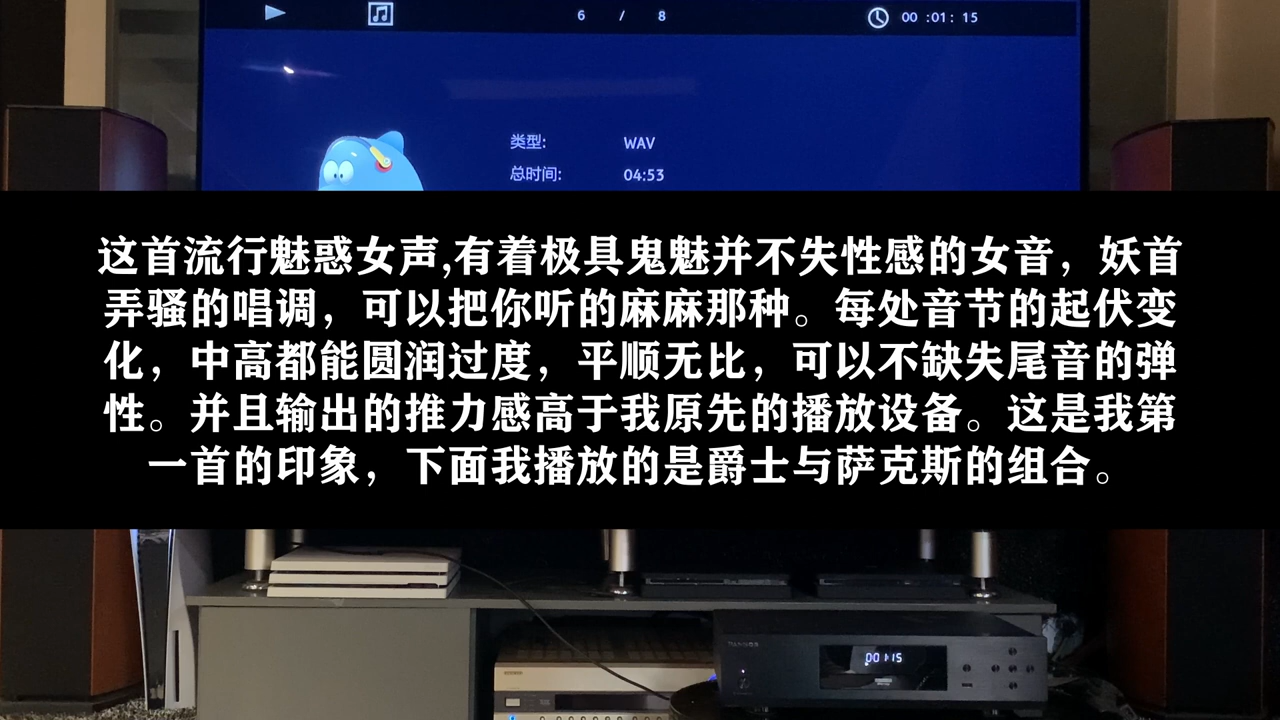 6 / 8 00 :01: 15
类型: WAV
总时间: 04:53
这首流行魅惑女声,有着极具鬼魅并不失性感的女音，妖首
弄骚的唱调，可以把你听的麻麻那种。每处音节的起伏变
化，中高都能圆润过度，平顺无比，可以不缺失尾音的弹
性。并且输出的推力感高于我原先的播放设备。这是我第
一首的印象，下面我播放的是爵士与萨克斯的组合。
00 1:15